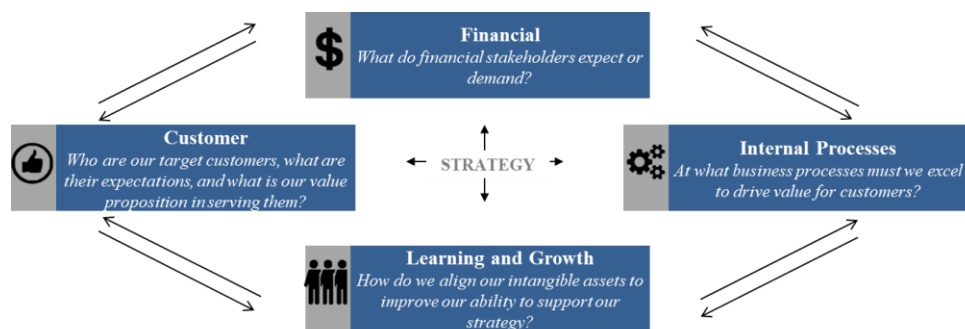 $
Financial
What do financial stakeholders expect or
demand?
Customer
Who are our target customers, what are
their expectations, and what is our value
proposition in serving them?
STRATEGY
Internal Processes
At what business processes must we excel
to drive value for customers?
Learning and Growth
How do we align our intangible assets to
improve our ability to support our
strategy?